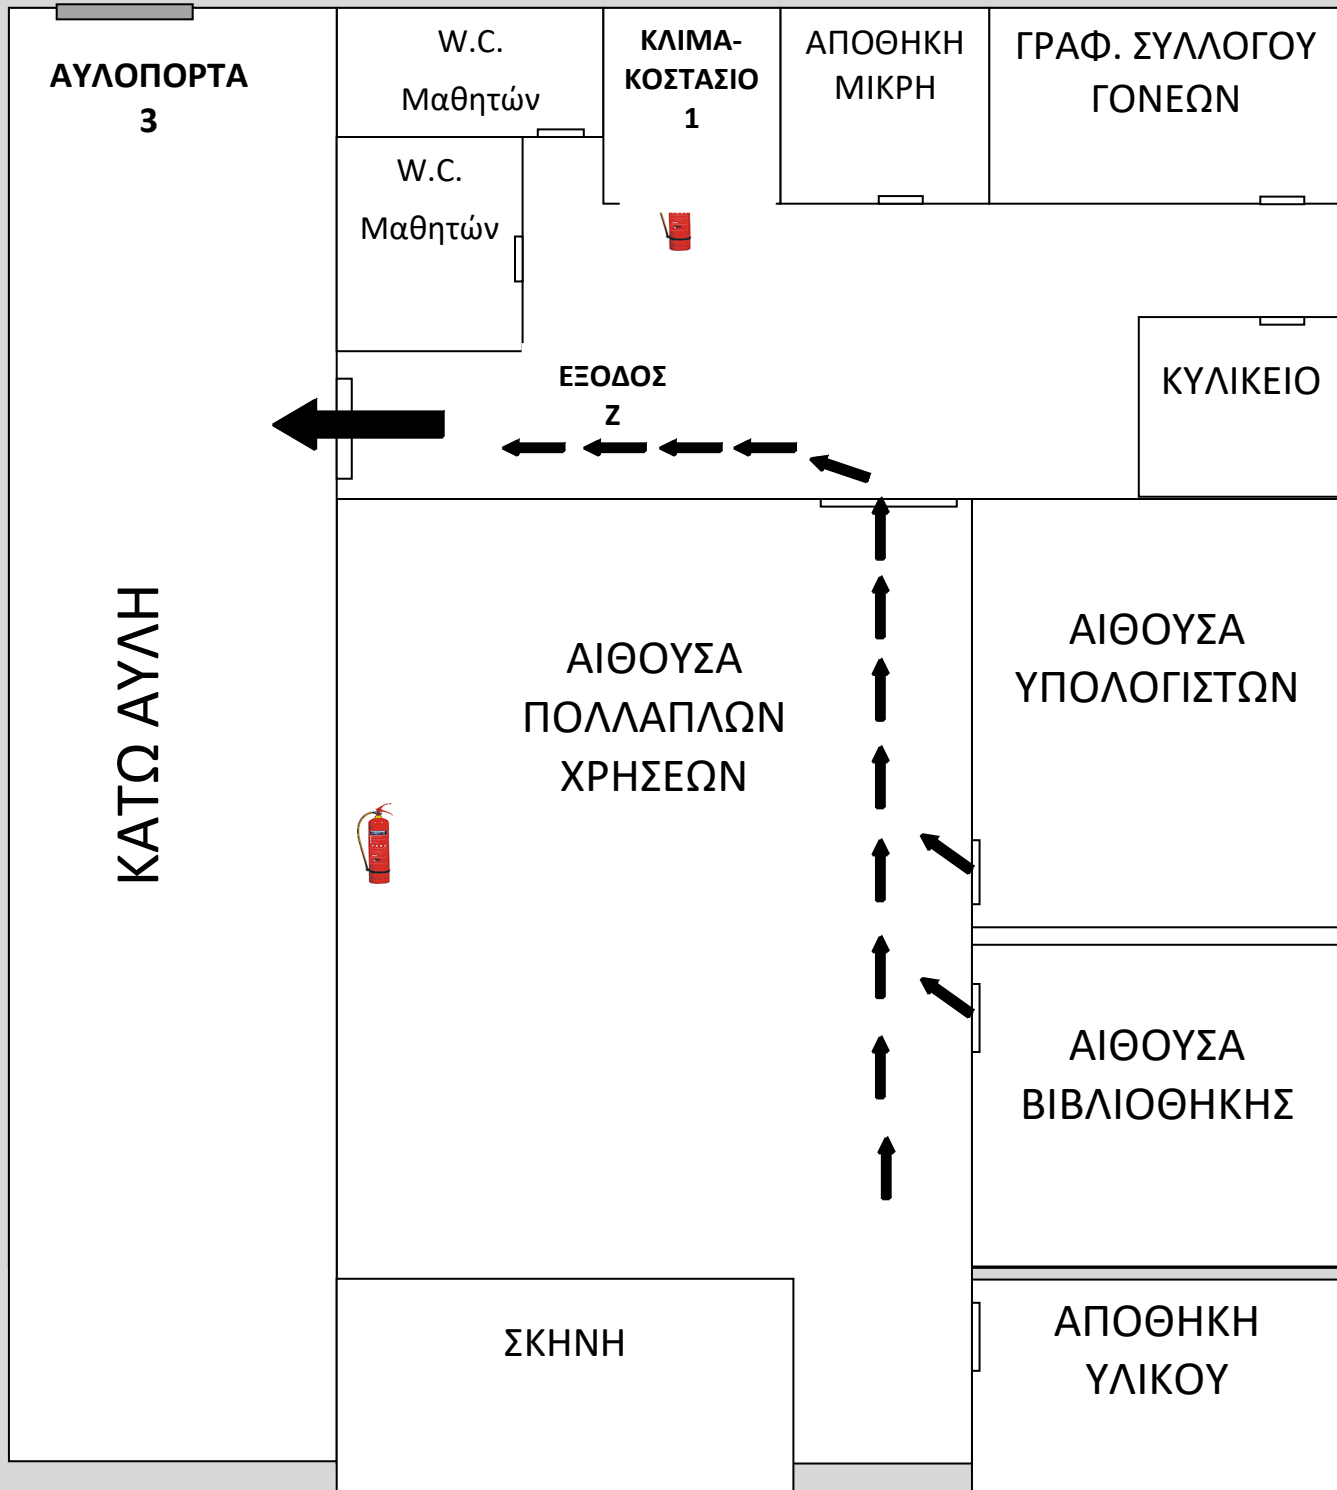 ΑΥΛΟΠΟΡΤΑ
3
W.C.
Μαθητών
ΚΛΙΜΑ-
ΚΟΣΤΑΣΙΟ
1
ΑΠΟΘΗΚΗ
ΜΙΚΡΗ
ΓΡΑΦ. ΣΥΛΛΟΓΟΥ
ΓΟΝΕΩΝ
W.C.
Μαθητών
ΕΞΟΔΟΣ
Ζ
ΚΥΛΙΚΕΙΟ
ΚΑΤΩ ΑΥΛΗ
ΑΙΘΟΥΣΑ
ΠΟΛΛΑΠΛΩΝ
ΧΡΗΣΕΩΝ
ΑΙΘΟΥΣΑ
ΥΠΟΛΟΓΙΣΤΩΝ
ΑΙΘΟΥΣΑ
ΒΙΒΛΙΟΘΗΚΗΣ
ΣΚΗΝΗ
ΑΠΟΘΗΚΗ
ΥΛΙΚΟΥ